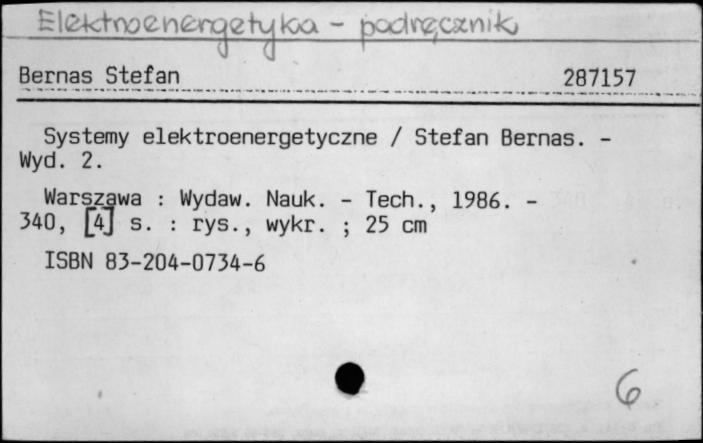 Elektroenergetyka - podręcznik
Bernas Stefan 287157
Systemy elektroenergetyczne / Stefan Bernas. -
Wyd. 2.
Warszawa : Wydaw. Nauk. - Tech., 1986. -
340, [4] s. : rys., wykr. ; 25 cm
ISBN 83-204-0734-6
6